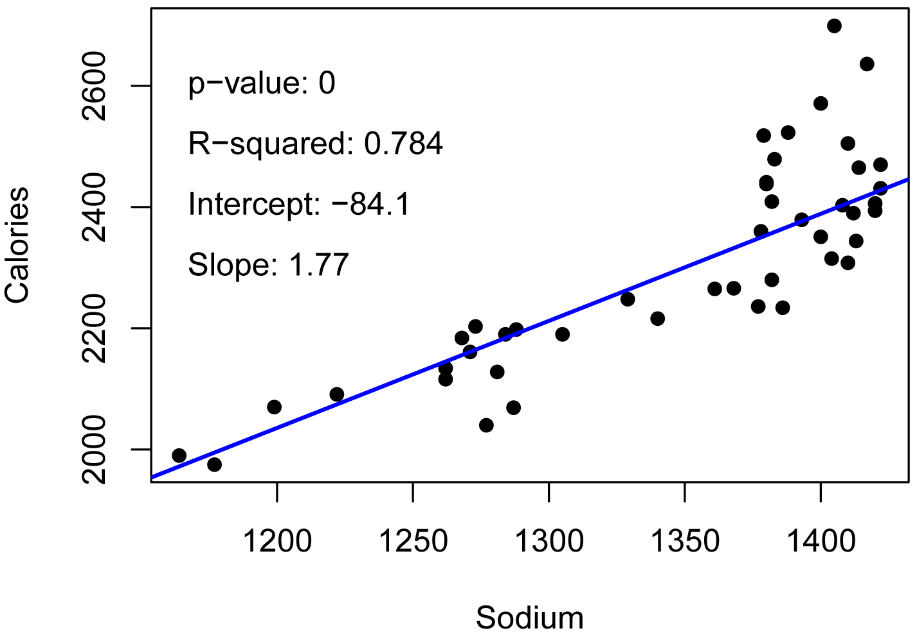 p−value: 0
R−squared: 0.784
Intercept: −84.1
Slope: 1.77
Calories
2600
2400
2200
2000
1200 1250 1300 1350 1400
Sodium